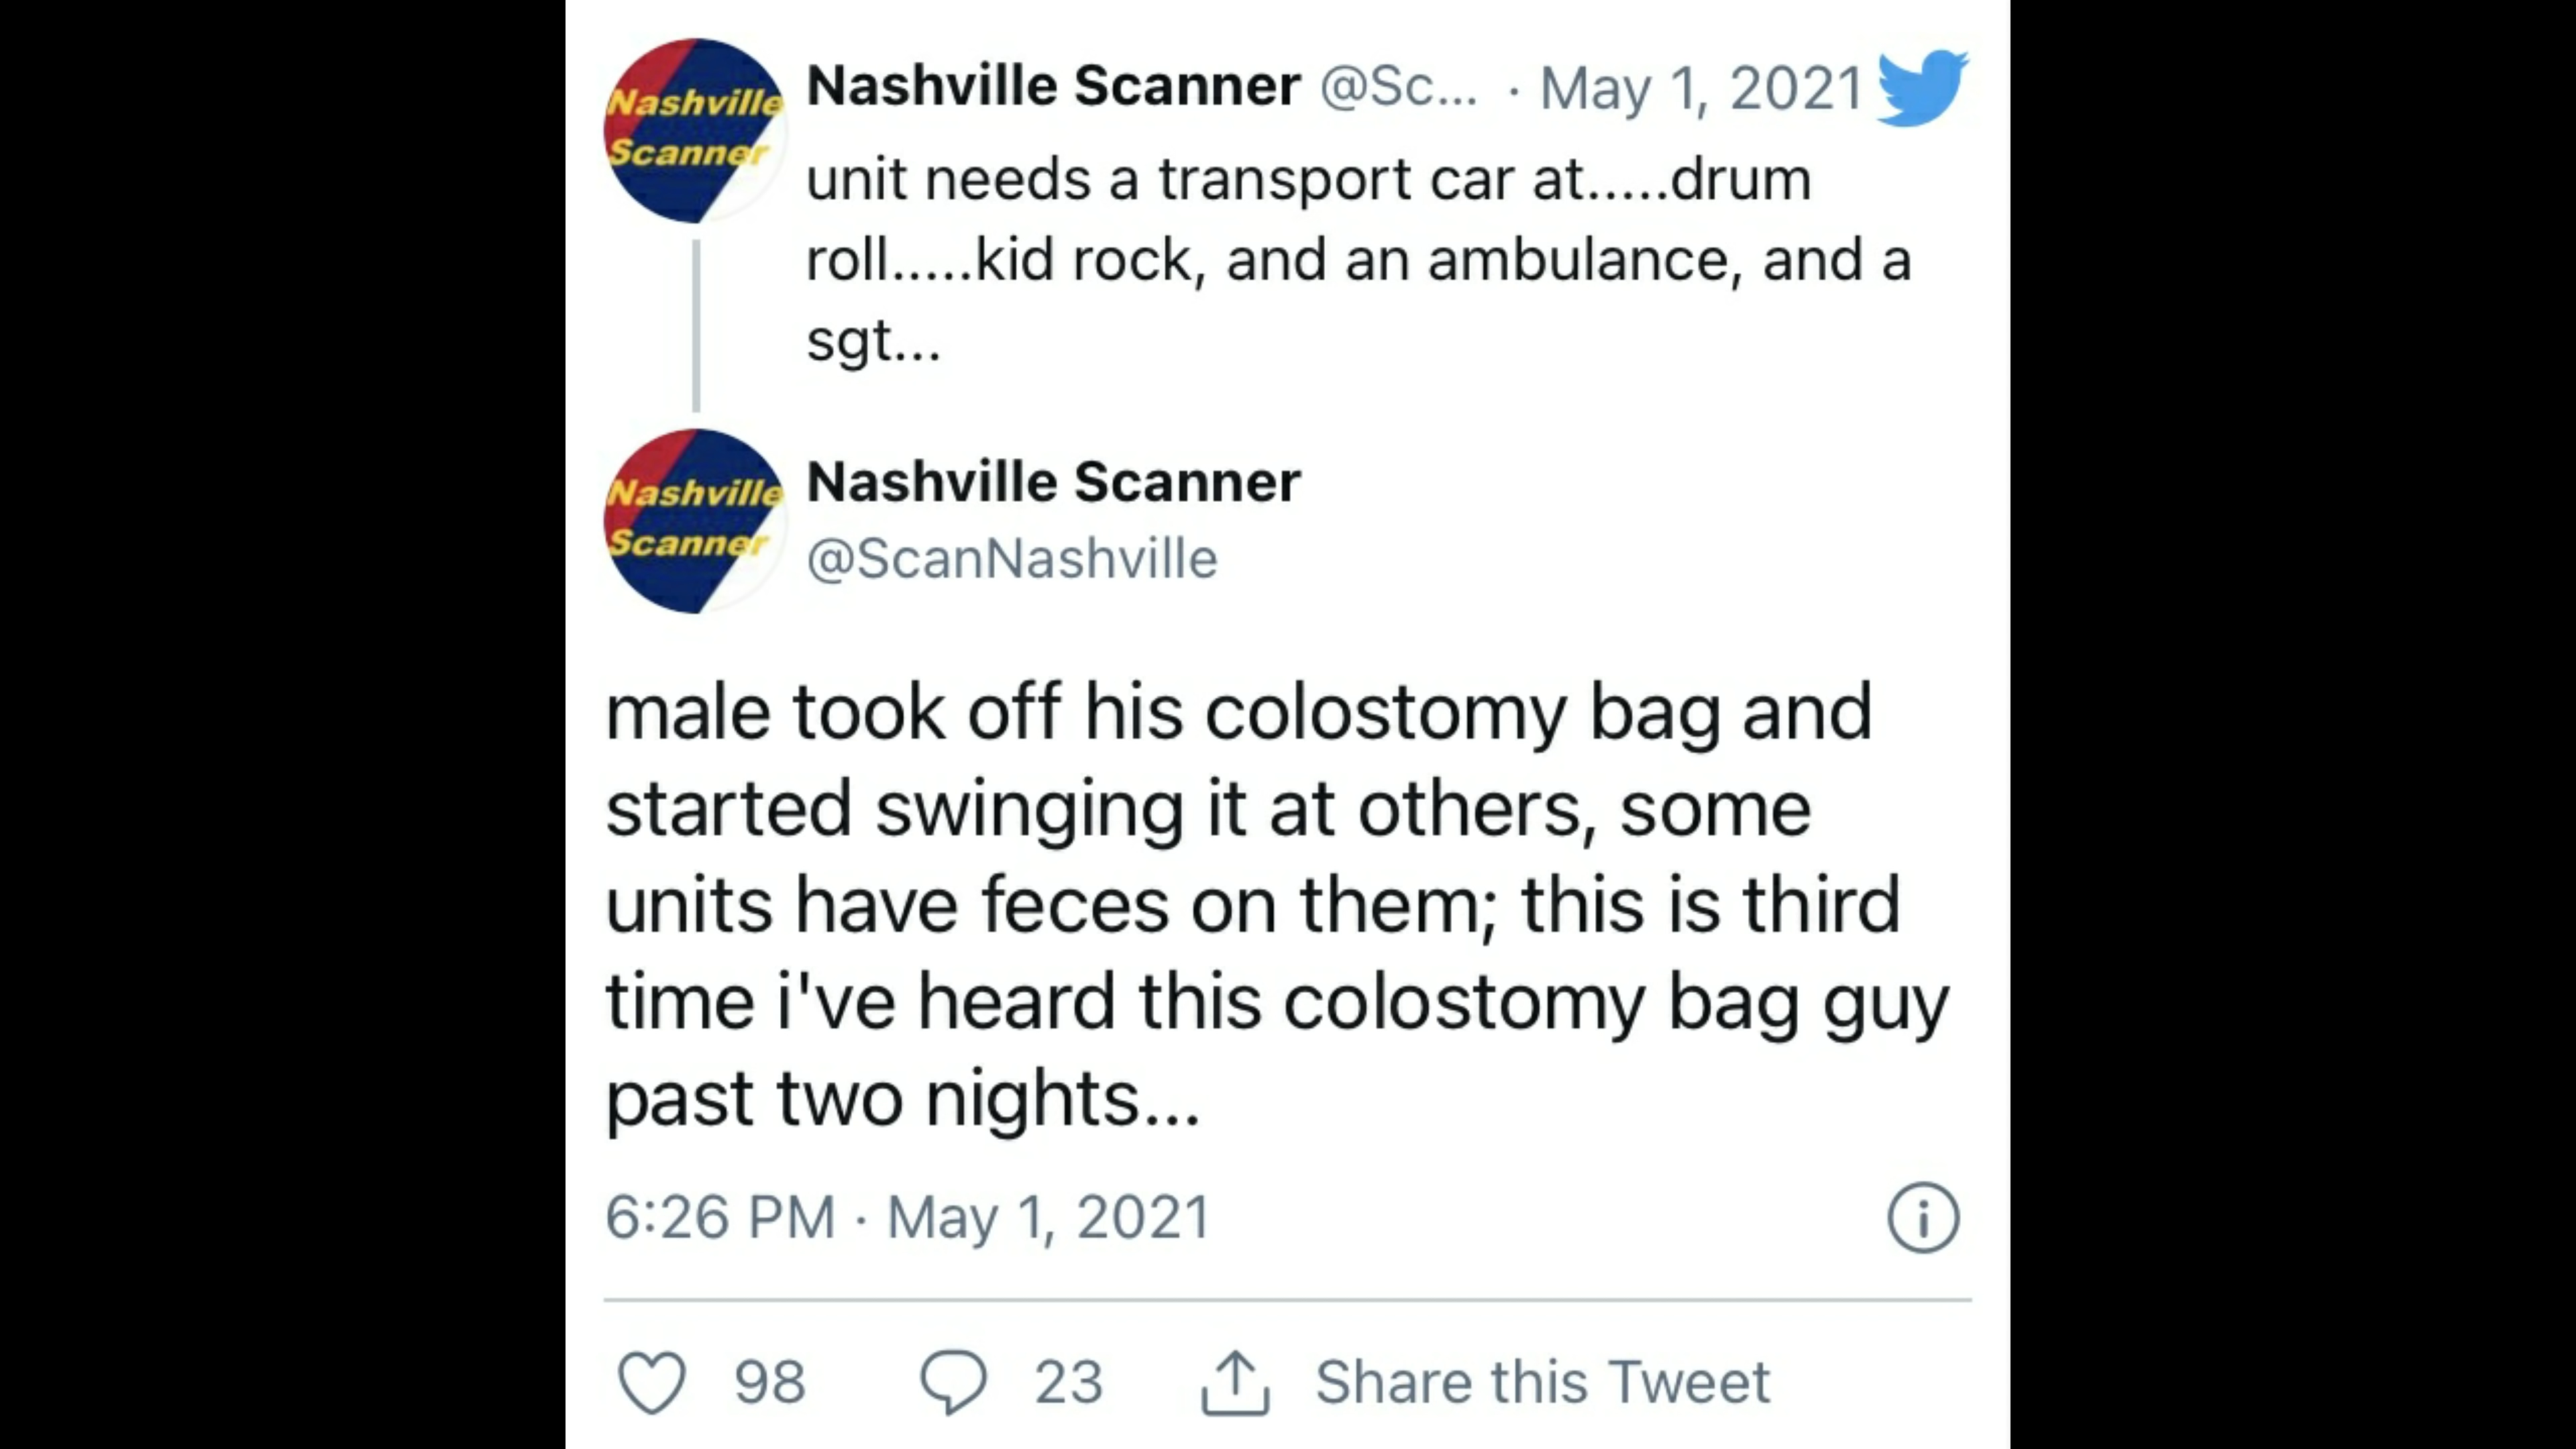 Nashville
Scanner
Nashville Scanner @Sc... · May 1, 2021
unit needs a transport car at.....drum
roll.....kid rock, and an ambulance, and a
sgt...
Nashville
Scanner
Nashville Scanner
@ScanNashville
male took off his colostomy bag and
started swinging it at others, some
units have feces on them; this is third
time i've heard this colostomy bag guy
past two nights...
6:26 PM · May 1, 2021
98 23 Share this Tweet